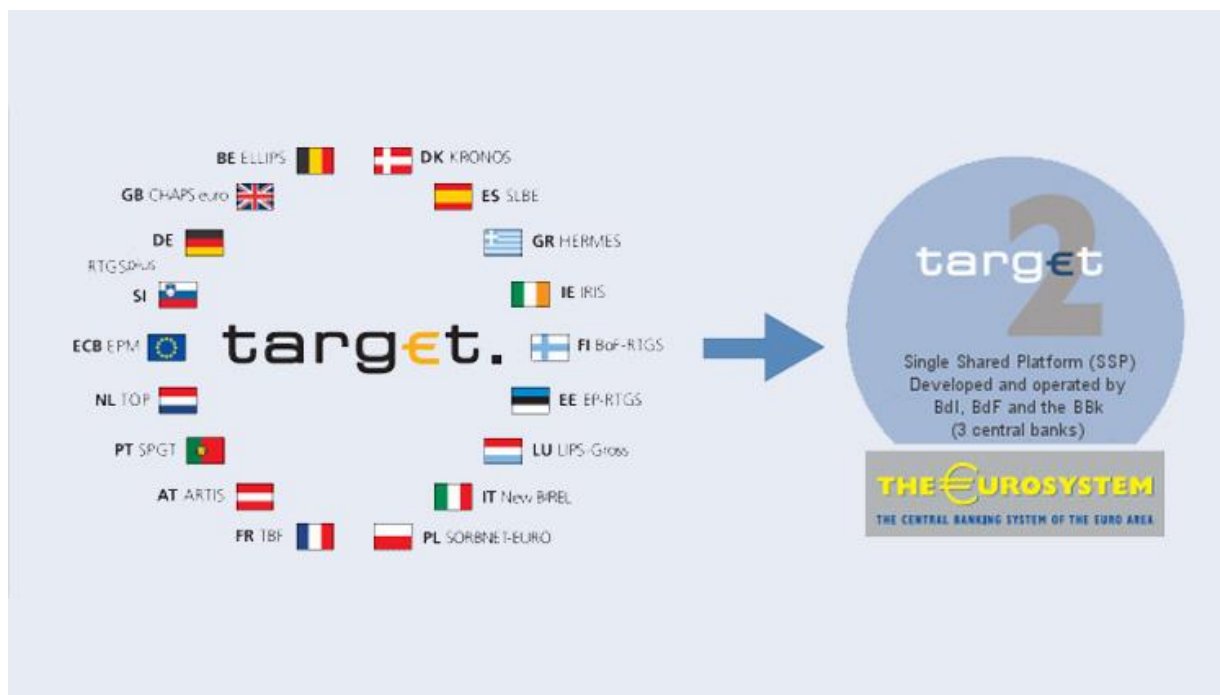 BE ELLIPS
DK KRONOS
GB CHAPS euro
ES SLBE
DE
RTGSplus
GR HERMES
SI
IE IRIS
ECB EPM
target.
FI BoF-RTGS
NL TOP
EE EP-RTGS
PT SPGT
LU LIPS-Gross
AT ARTIS
IT New BIREL
FR TBF
PL SORBNET-EURO
2
target
Single Shared Platform (SSP)
Developed and operated by
BdI, BdF and the BBk
(3 central banks)
THE €UROSYSTEM
THE CENTRAL BANKING SYSTEM OF THE EURO AREA